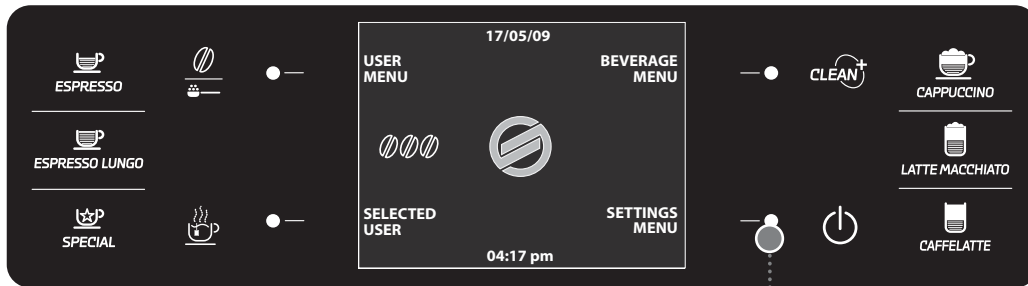 17/05/09
USER
MENU
BEVERAGE
MENU
ESPRESSO
CLEAN+
CAPPUCCINO
ESPRESSO LUNGO
LATTE MACCHIATO
SELECTED
USER
SETTINGS
MENU
SPECIAL
CAFFELATTE
04:17 pm